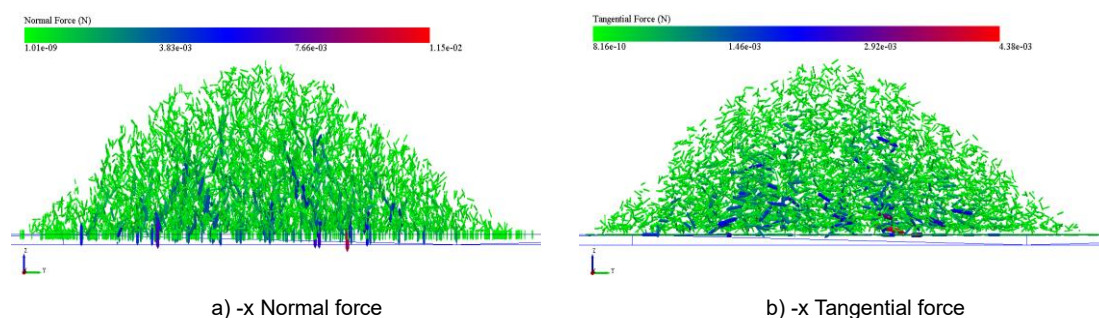 Normal Force (N)
1.01e-09 3.83e-03 7.66e-03 1.15e-02
Z
Y
a) -x Normal force
Tangential Force (N)
8.16e-10 1.46e-03 2.92e-03 4.38e-03
Z
Y
b) -x Tangential force